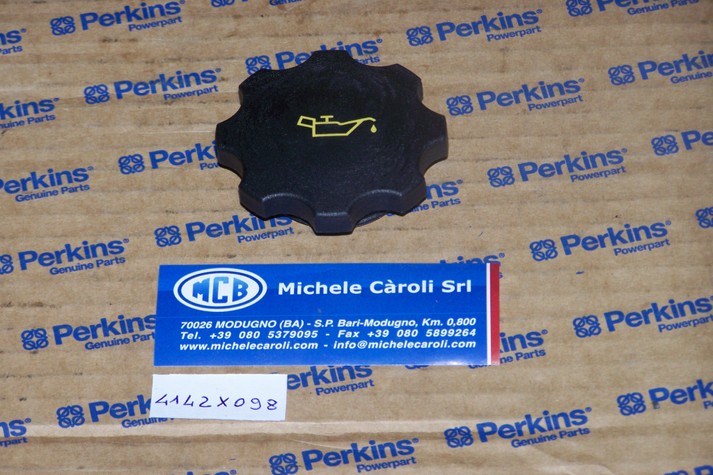 MCB
Michele Càroli Srl
70026 MODUGNO (BA) - S.P. Bari-Modugno, Km. 0,800
Tel. +39 080 5379095 - Fax +39 080 5899264
www.michelecaroli.com - info@michelecaroli.com
4142X098
Perkins
Powerpart
Perkins
Genuine Parts